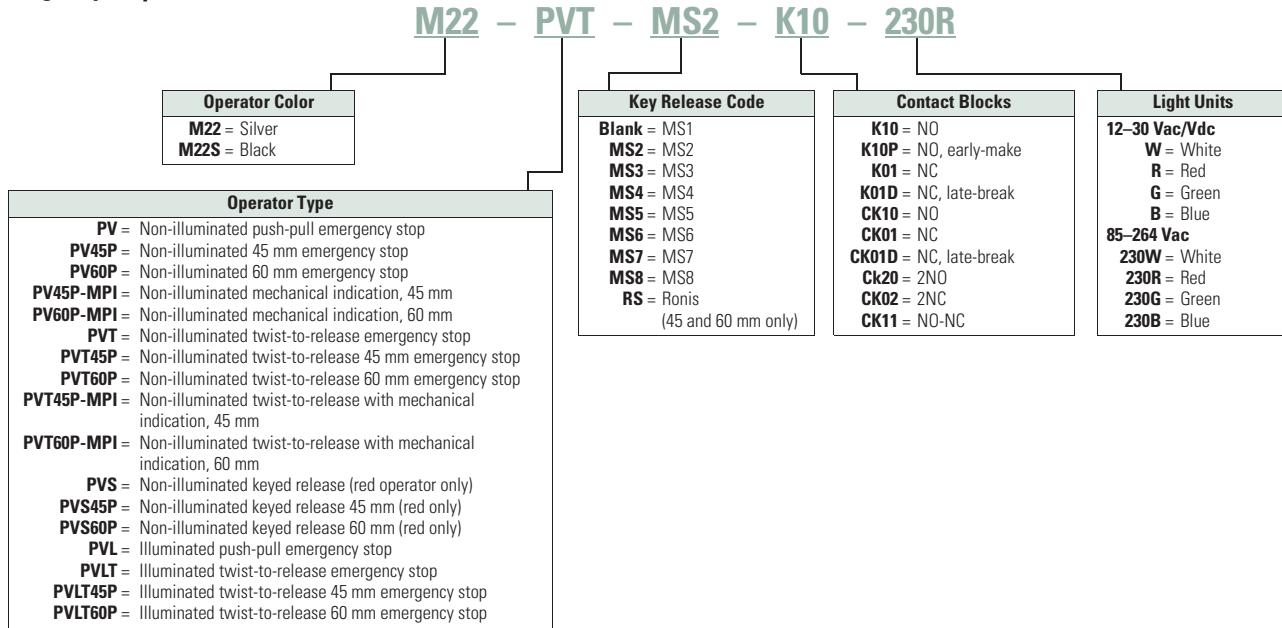 M22 – PVT – MS2 – K10 – 230R
Operator Color
M22 = Silver
M22S = Black
Operator Type
PV = Non-illuminated push-pull emergency stop
PV45P = Non-illuminated 45 mm emergency stop
PV60P = Non-illuminated 60 mm emergency stop
PV45P-MPI = Non-illuminated mechanical indication, 45 mm
PV60P-MPI = Non-illuminated mechanical indication, 60 mm
PVT = Non-illuminated twist-to-release emergency stop
PVT45P = Non-illuminated twist-to-release 45 mm emergency stop
PVT60P = Non-illuminated twist-to-release 60 mm emergency stop
PVT45P-MPI = Non-illuminated twist-to-release with mechanical
indication, 45 mm
PVT60P-MPI = Non-illuminated twist-to-release with mechanical
indication, 60 mm
PVS = Non-illuminated keyed release (red operator only)
PVS45P = Non-illuminated keyed release 45 mm (red only)
PVS60P = Non-illuminated keyed release 60 mm (red only)
PVL = Illuminated push-pull emergency stop
PVLT = Illuminated twist-to-release emergency stop
PVLT45P = Illuminated twist-to-release 45 mm emergency stop
PVLT60P = Illuminated twist-to-release 60 mm emergency stop
Key Release Code
Blank = MS1
MS2 = MS2
MS3 = MS3
MS4 = MS4
MS5 = MS5
MS6 = MS6
MS7 = MS7
MS8 = MS8
RS = Ronis
(45 and 60 mm only)
Contact Blocks
K10 = NO
K10P = NO, early-make
K01 = NC
K01D = NC, late-break
CK10 = NO
CK01 = NC
CK01D = NC, late-break
Ck20 = 2NO
CK02 = 2NC
CK11 = NO-NC
Light Units
12–30 Vac/Vdc
W = White
R = Red
G = Green
B = Blue
85–264 Vac
230W = White
230R = Red
230G = Green
230B = Blue